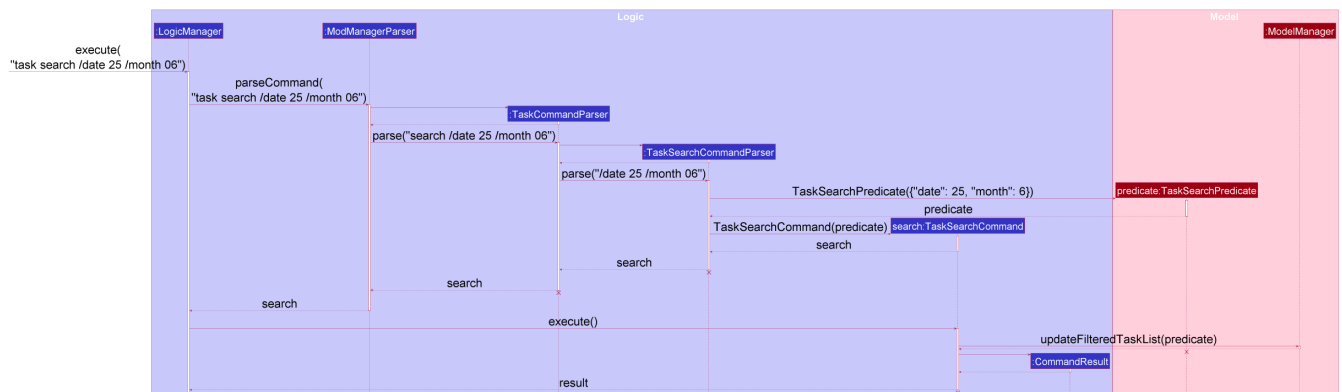 Logic
Model
:LogicManager
:ModManagerParser
:ModelManager
execute(
"task search /date 25 /month 06")
parseCommand(
"task search /date 25 /month 06")
:TaskCommandParser
parse("search /date 25 /month 06")
:TaskSearchCommandParser
parse("/date 25 /month 06")
TaskSearchPredicate({"date": 25, "month": 6})
predicate:TaskSearchPredicate
predicate
TaskSearchCommand(predicate)
search:TaskSearchCommand
search
search
search
search
execute()
updateFilteredTaskList(predicate)
:CommandResult
result